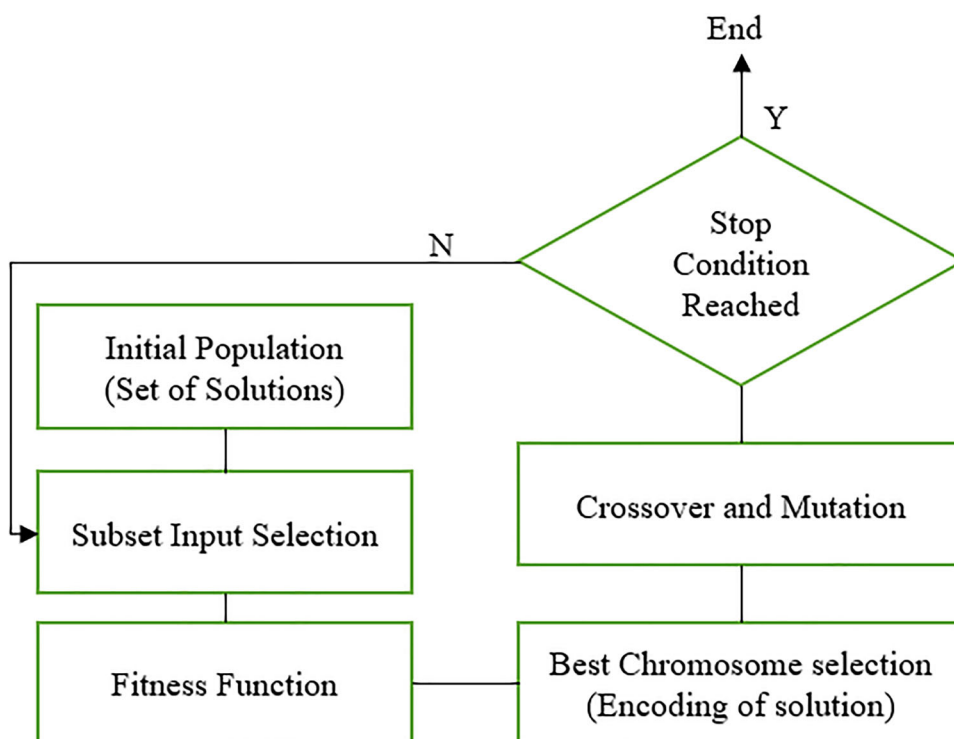 End
Y
Stop
Condition
Reached
N
Initial Population
(Set of Solutions)
Subset Input Selection
Fitness Function
Crossover and Mutation
Best Chromosome selection
(Encoding of solution)